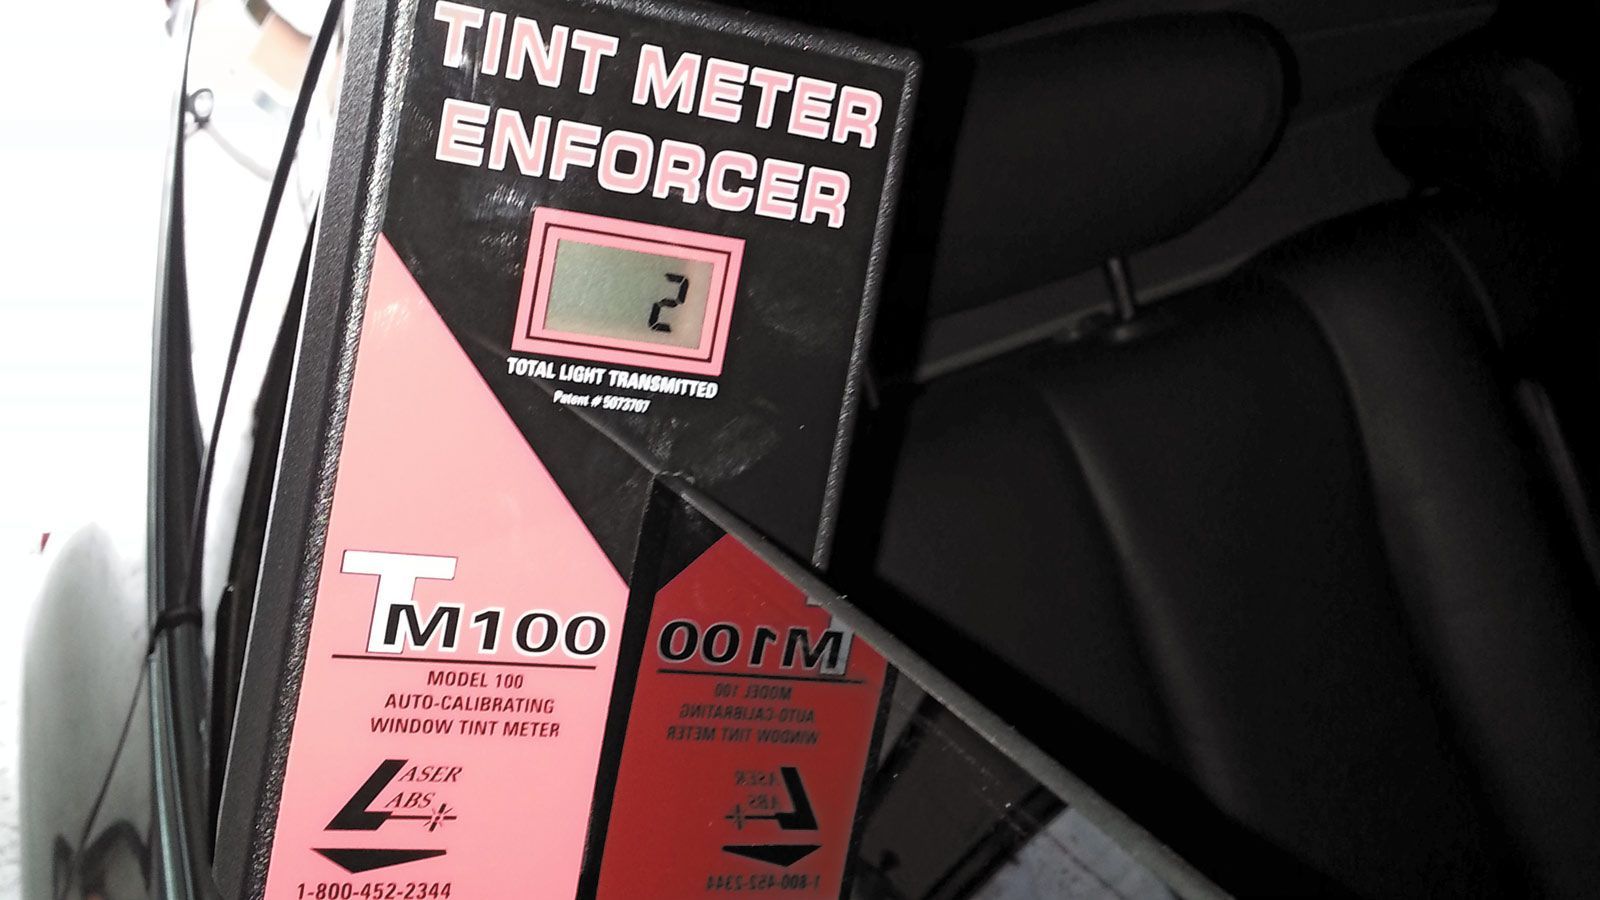 TINT METER
ENFORCER
2
TOTAL LIGHT TRANSMITTED
Patent # 5073707
TM100
MODEL 100
AUTO-CALIBRATING
WINDOW TINT METER
LASER
LABS
1-800-452-2344
TM100
MODEL 100
AUTO-CALIBRATING
WINDOW TINT METER
LASER
LABS
1-800-452-2344